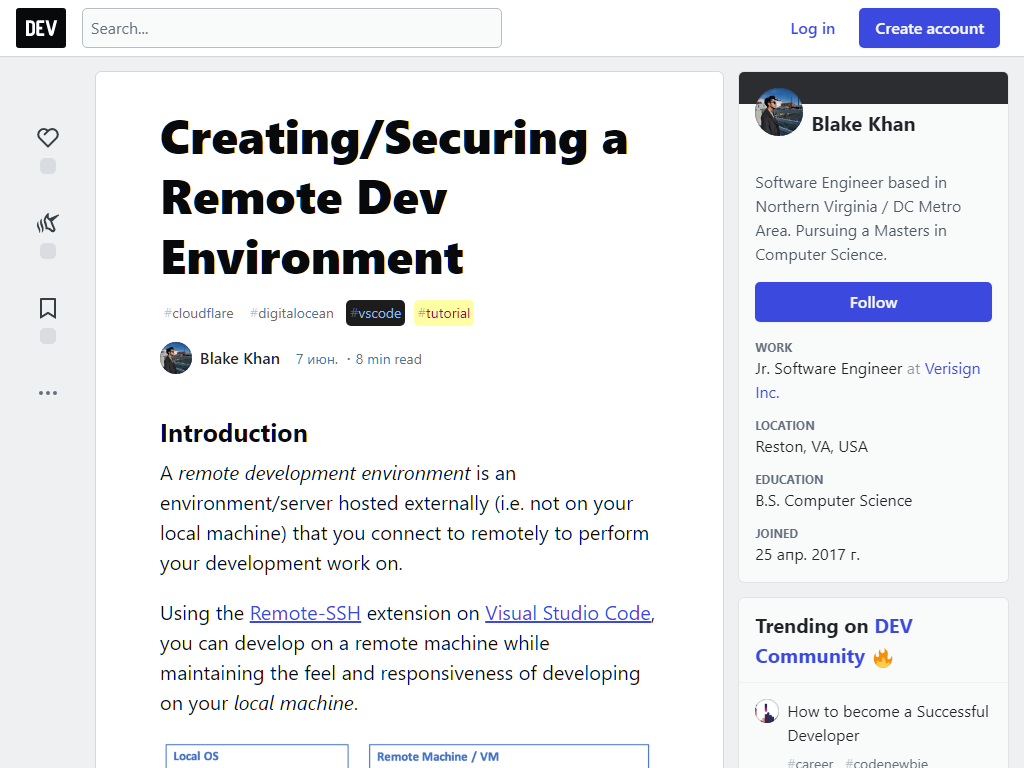 DEV
Search...
Log in
Create account
Creating/Securing a
Remote Dev
Environment
#cloudflare #digitalocean #vscode #tutorial
Blake Khan 7 июн. · 8 min read
Introduction
A remote development environment is an
environment/server hosted externally (i.e. not on your
local machine) that you connect to remotely to perform
your development work on.
Using the Remote-SSH extension on Visual Studio Code,
you can develop on a remote machine while
maintaining the feel and responsiveness of developing
on your local machine.
Local OS
Remote Machine / VM
Blake Khan
Software Engineer based in
Northern Virginia / DC Metro
Area. Pursuing a Masters in
Computer Science.
Follow
WORK
Jr. Software Engineer at Verisign
Inc.
LOCATION
Reston, VA, USA
EDUCATION
B.S. Computer Science
JOINED
25 апр. 2017 г.
Trending on DEV
Community 🔥
How to become a Successful
Developer
#career #codenewbie